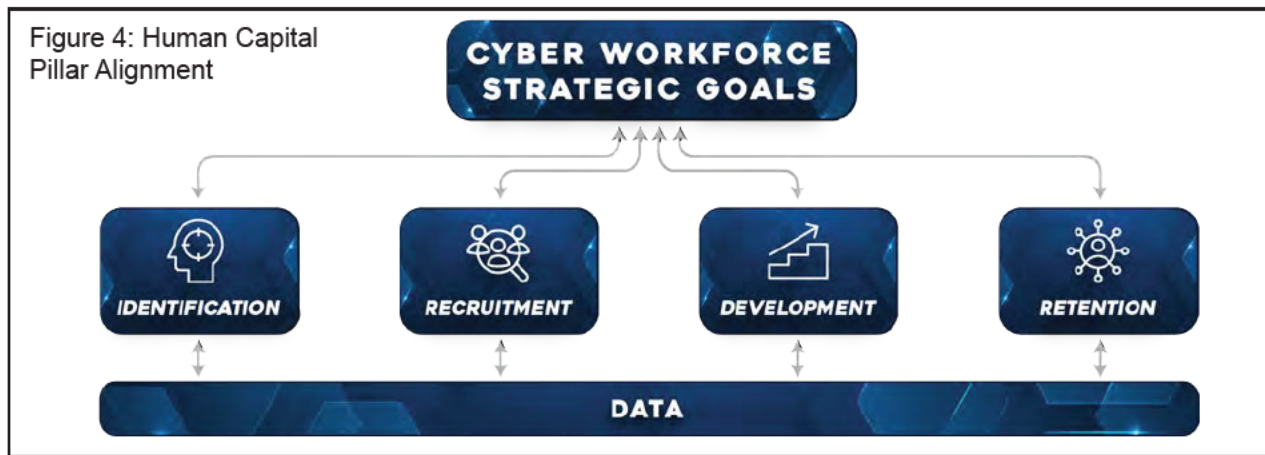 Figure 4: Human Capital
Pillar Alignment
CYBER WORKFORCE
STRATEGIC GOALS
IDENTIFICATION
RECRUITMENT
DEVELOPMENT
RETENTION
DATA